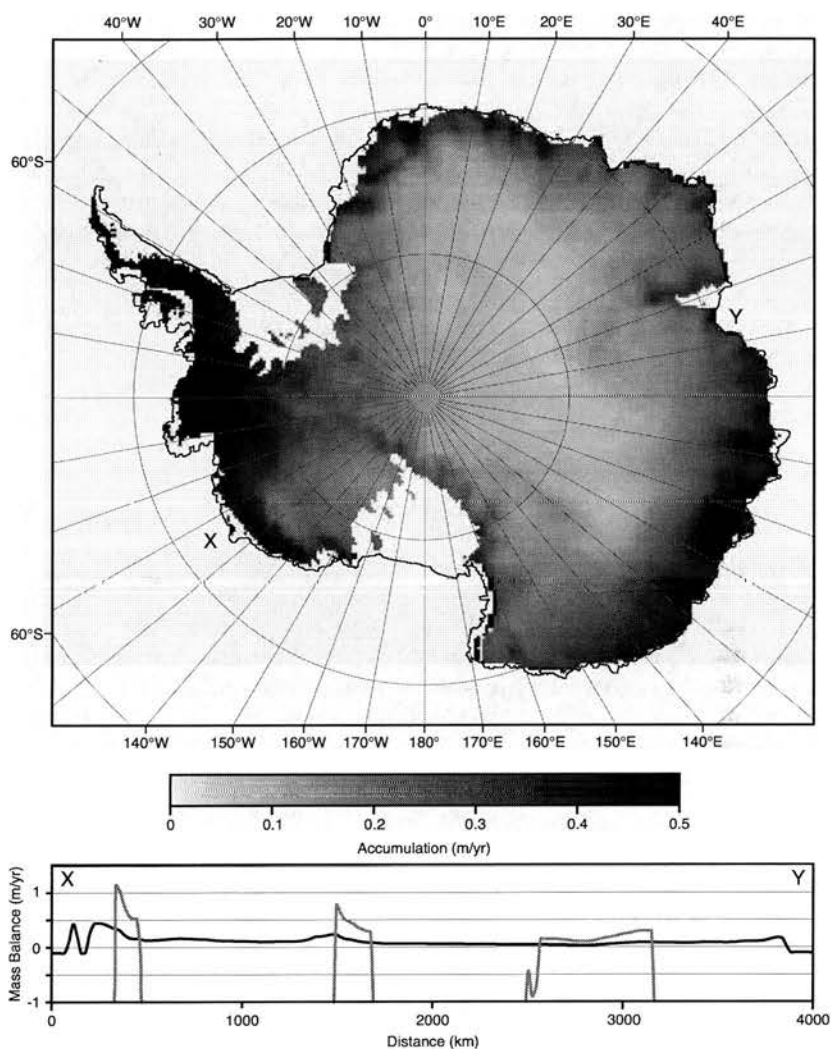 40°W 30°W 20°W 10°W 0° 10°E 20°E 30°E 40°E
60°S
Y
X
60°S
140°W 150°W 160°W 170°W 180° 170°E 160°E 150°E 140°E
0 0.1 0.2 0.3 0.4 0.5
Accumulation (m/yr)
X Y
Mass Balance (m/yr)
1
0
-1
0 1000 2000 3000 4000
Distance (km)